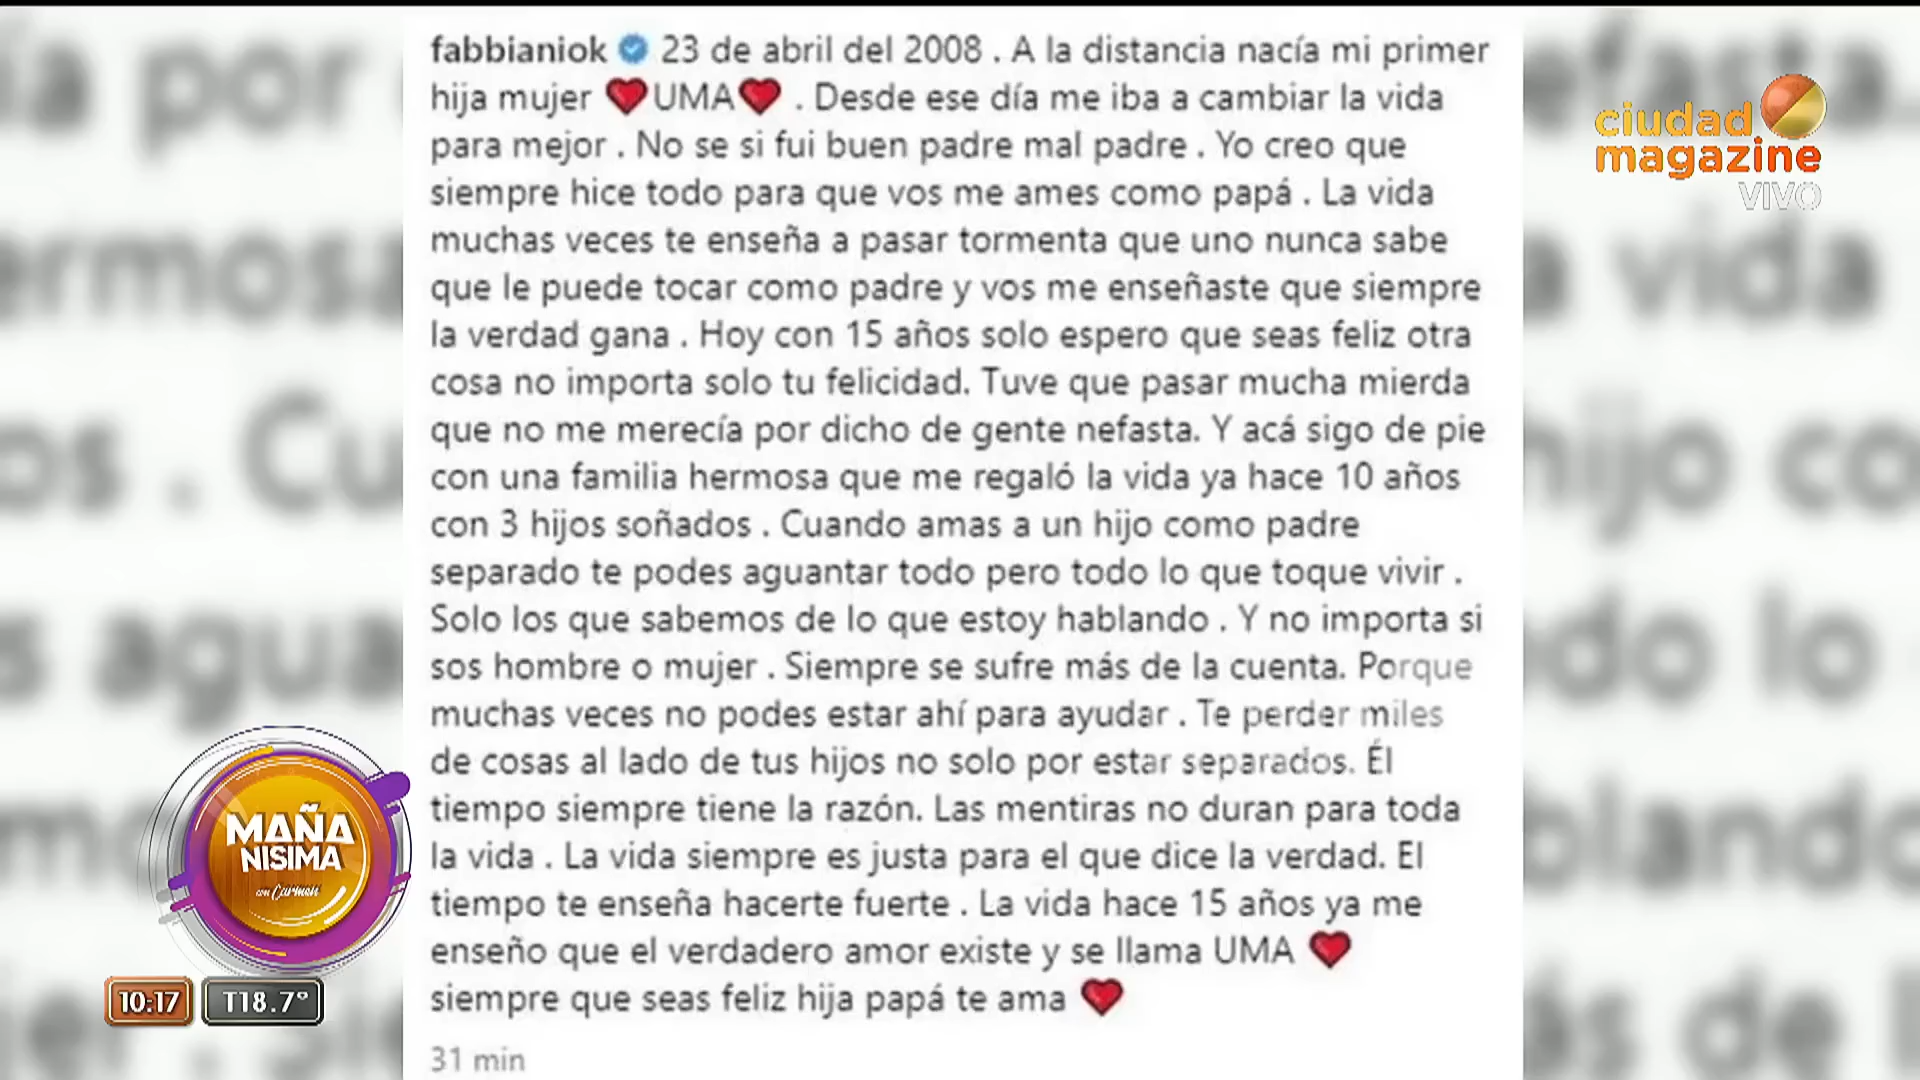 fabbianiok 23 de abril del 2008 . A la distancia nacía mi primer
hija mujer ❤️UMA❤️ . Desde ese día me iba a cambiar la vida
para mejor . No se si fui buen padre mal padre . Yo creo que
siempre hice todo para que vos me ames como papá . La vida
muchas veces te enseña a pasar tormenta que uno nunca sabe
que le puede tocar como padre y vos me enseñaste que siempre
la verdad gana . Hoy con 15 años solo espero que seas feliz otra
cosa no importa solo tu felicidad. Tuve que pasar mucha mierda
que no me merecía por dicho de gente nefasta. Y acá sigo de pie
con una familia hermosa que me regaló la vida ya hace 10 años
con 3 hijos soñados . Cuando amas a un hijo como padre
separado te podes aguantar todo pero todo lo que toque vivir .
Solo los que sabemos de lo que estoy hablando . Y no importa si
sos hombre o mujer . Siempre se sufre más de la cuenta. Porque
muchas veces no podes estar ahí para ayudar . Te perder miles
de cosas al lado de tus hijos no solo por estar separados. Él
tiempo siempre tiene la razón. Las mentiras no duran para toda
la vida . La vida siempre es justa para el que dice la verdad. El
tiempo te enseña hacerte fuerte . La vida hace 15 años ya me
enseño que el verdadero amor existe y se llama UMA ❤️
siempre que seas feliz hija papá te ama ❤️
31 min
ciudad
magazine
VIVO
MAÑA
NISIMA
con Carmen
10:17 T18.7°